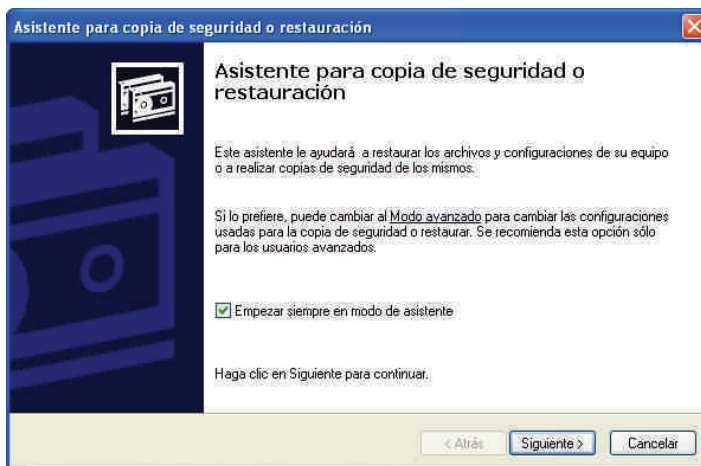 Asistente para copia de seguridad o restauración
Asistente para copia de seguridad o
restauración
Este asistente le ayudará a restaurar los archivos y configuraciones de su equipo
o a realizar copias de seguridad de los mismos.
Si lo prefiere, puede cambiar al Modo avanzado para cambiar las configuraciones
usadas para la copia de seguridad o restaurar. Se recomienda esta opción sólo
para los usuarios avanzados.
Empezar siempre en modo de asistente
Haga clic en Siguiente para continuar.
< Atrás Siguiente > Cancelar